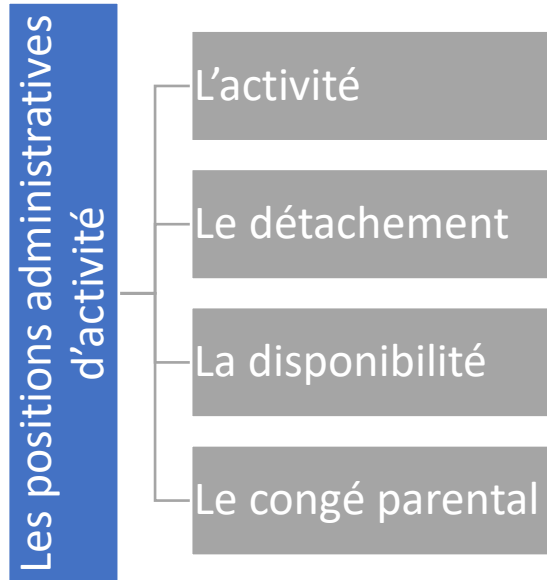 Les positions administratives
d’activité
L’activité
Le détachement
La disponibilité
Le congé parental